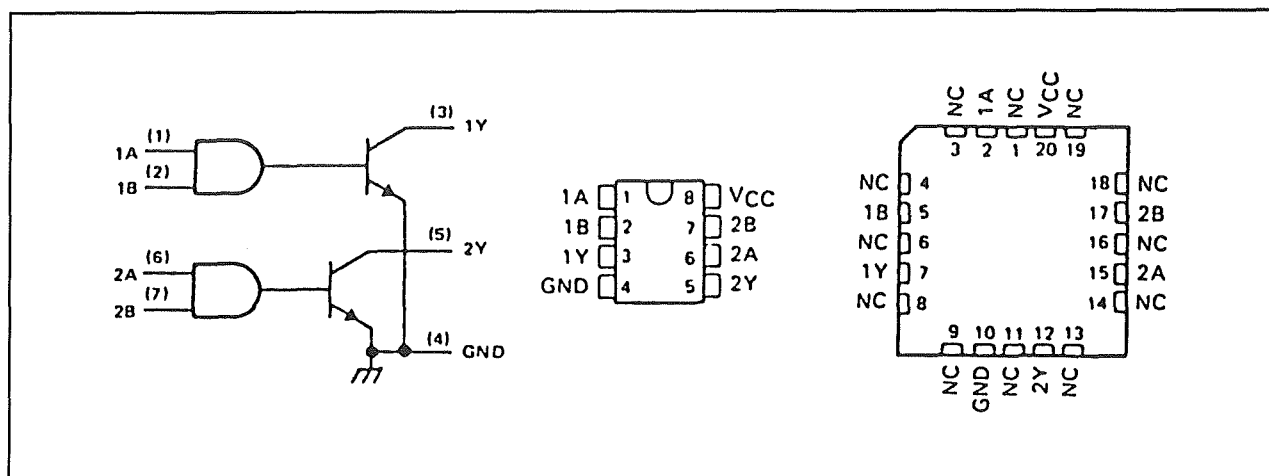 (1)
1A
(2)
1B
(3)
1Y
(5)
2Y
(6)
2A
(7)
2B
(4)
GND
1A 1 8 VCC
1B 2 7 2B
1Y 3 6 2A
GND 4 5 2Y
NC 1A NC VCC NC
3 2 1 20 19
NC 4 18 NC
1B 5 17 2B
NC 6 16 NC
1Y 7 15 2A
NC 8 14 NC
9 10 11 12 13
NC GND NC 2Y NC